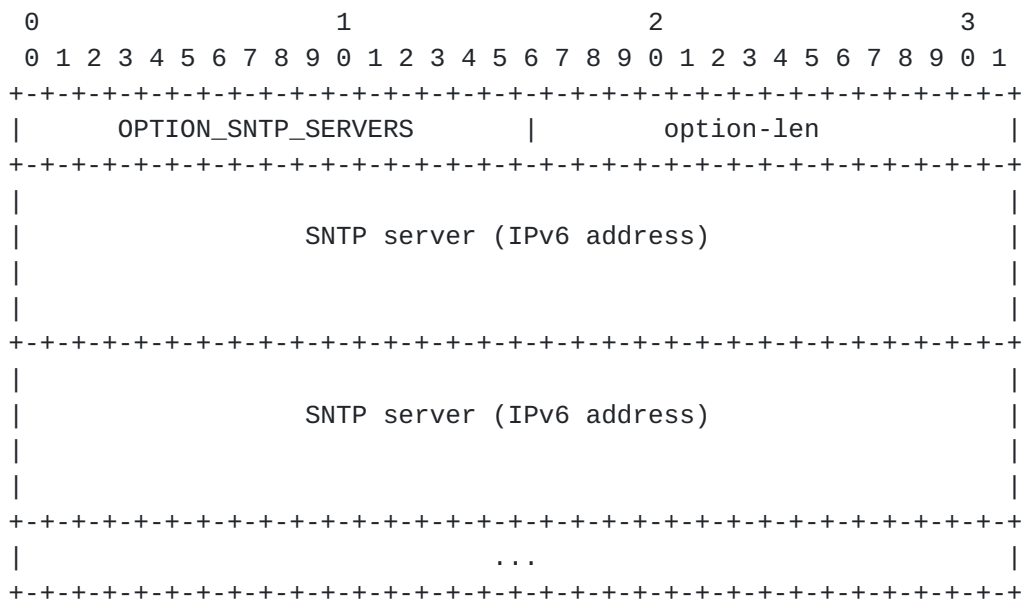 0                   1                   2                   3
 0 1 2 3 4 5 6 7 8 9 0 1 2 3 4 5 6 7 8 9 0 1 2 3 4 5 6 7 8 9 0 1
+-+-+-+-+-+-+-+-+-+-+-+-+-+-+-+-+-+-+-+-+-+-+-+-+-+-+-+-+-+-+-+-+
|      OPTION_SNTP_SERVERS       |        option-len            |
+-+-+-+-+-+-+-+-+-+-+-+-+-+-+-+-+-+-+-+-+-+-+-+-+-+-+-+-+-+-+-+-+
|                                                               |
|                  SNTP server (IPv6 address)                   |
|                                                               |
|                                                               |
+-+-+-+-+-+-+-+-+-+-+-+-+-+-+-+-+-+-+-+-+-+-+-+-+-+-+-+-+-+-+-+-+
|                                                               |
|                  SNTP server (IPv6 address)                   |
|                                                               |
|                                                               |
+-+-+-+-+-+-+-+-+-+-+-+-+-+-+-+-+-+-+-+-+-+-+-+-+-+-+-+-+-+-+-+-+
|                              ...                              |
+-+-+-+-+-+-+-+-+-+-+-+-+-+-+-+-+-+-+-+-+-+-+-+-+-+-+-+-+-+-+-+-+